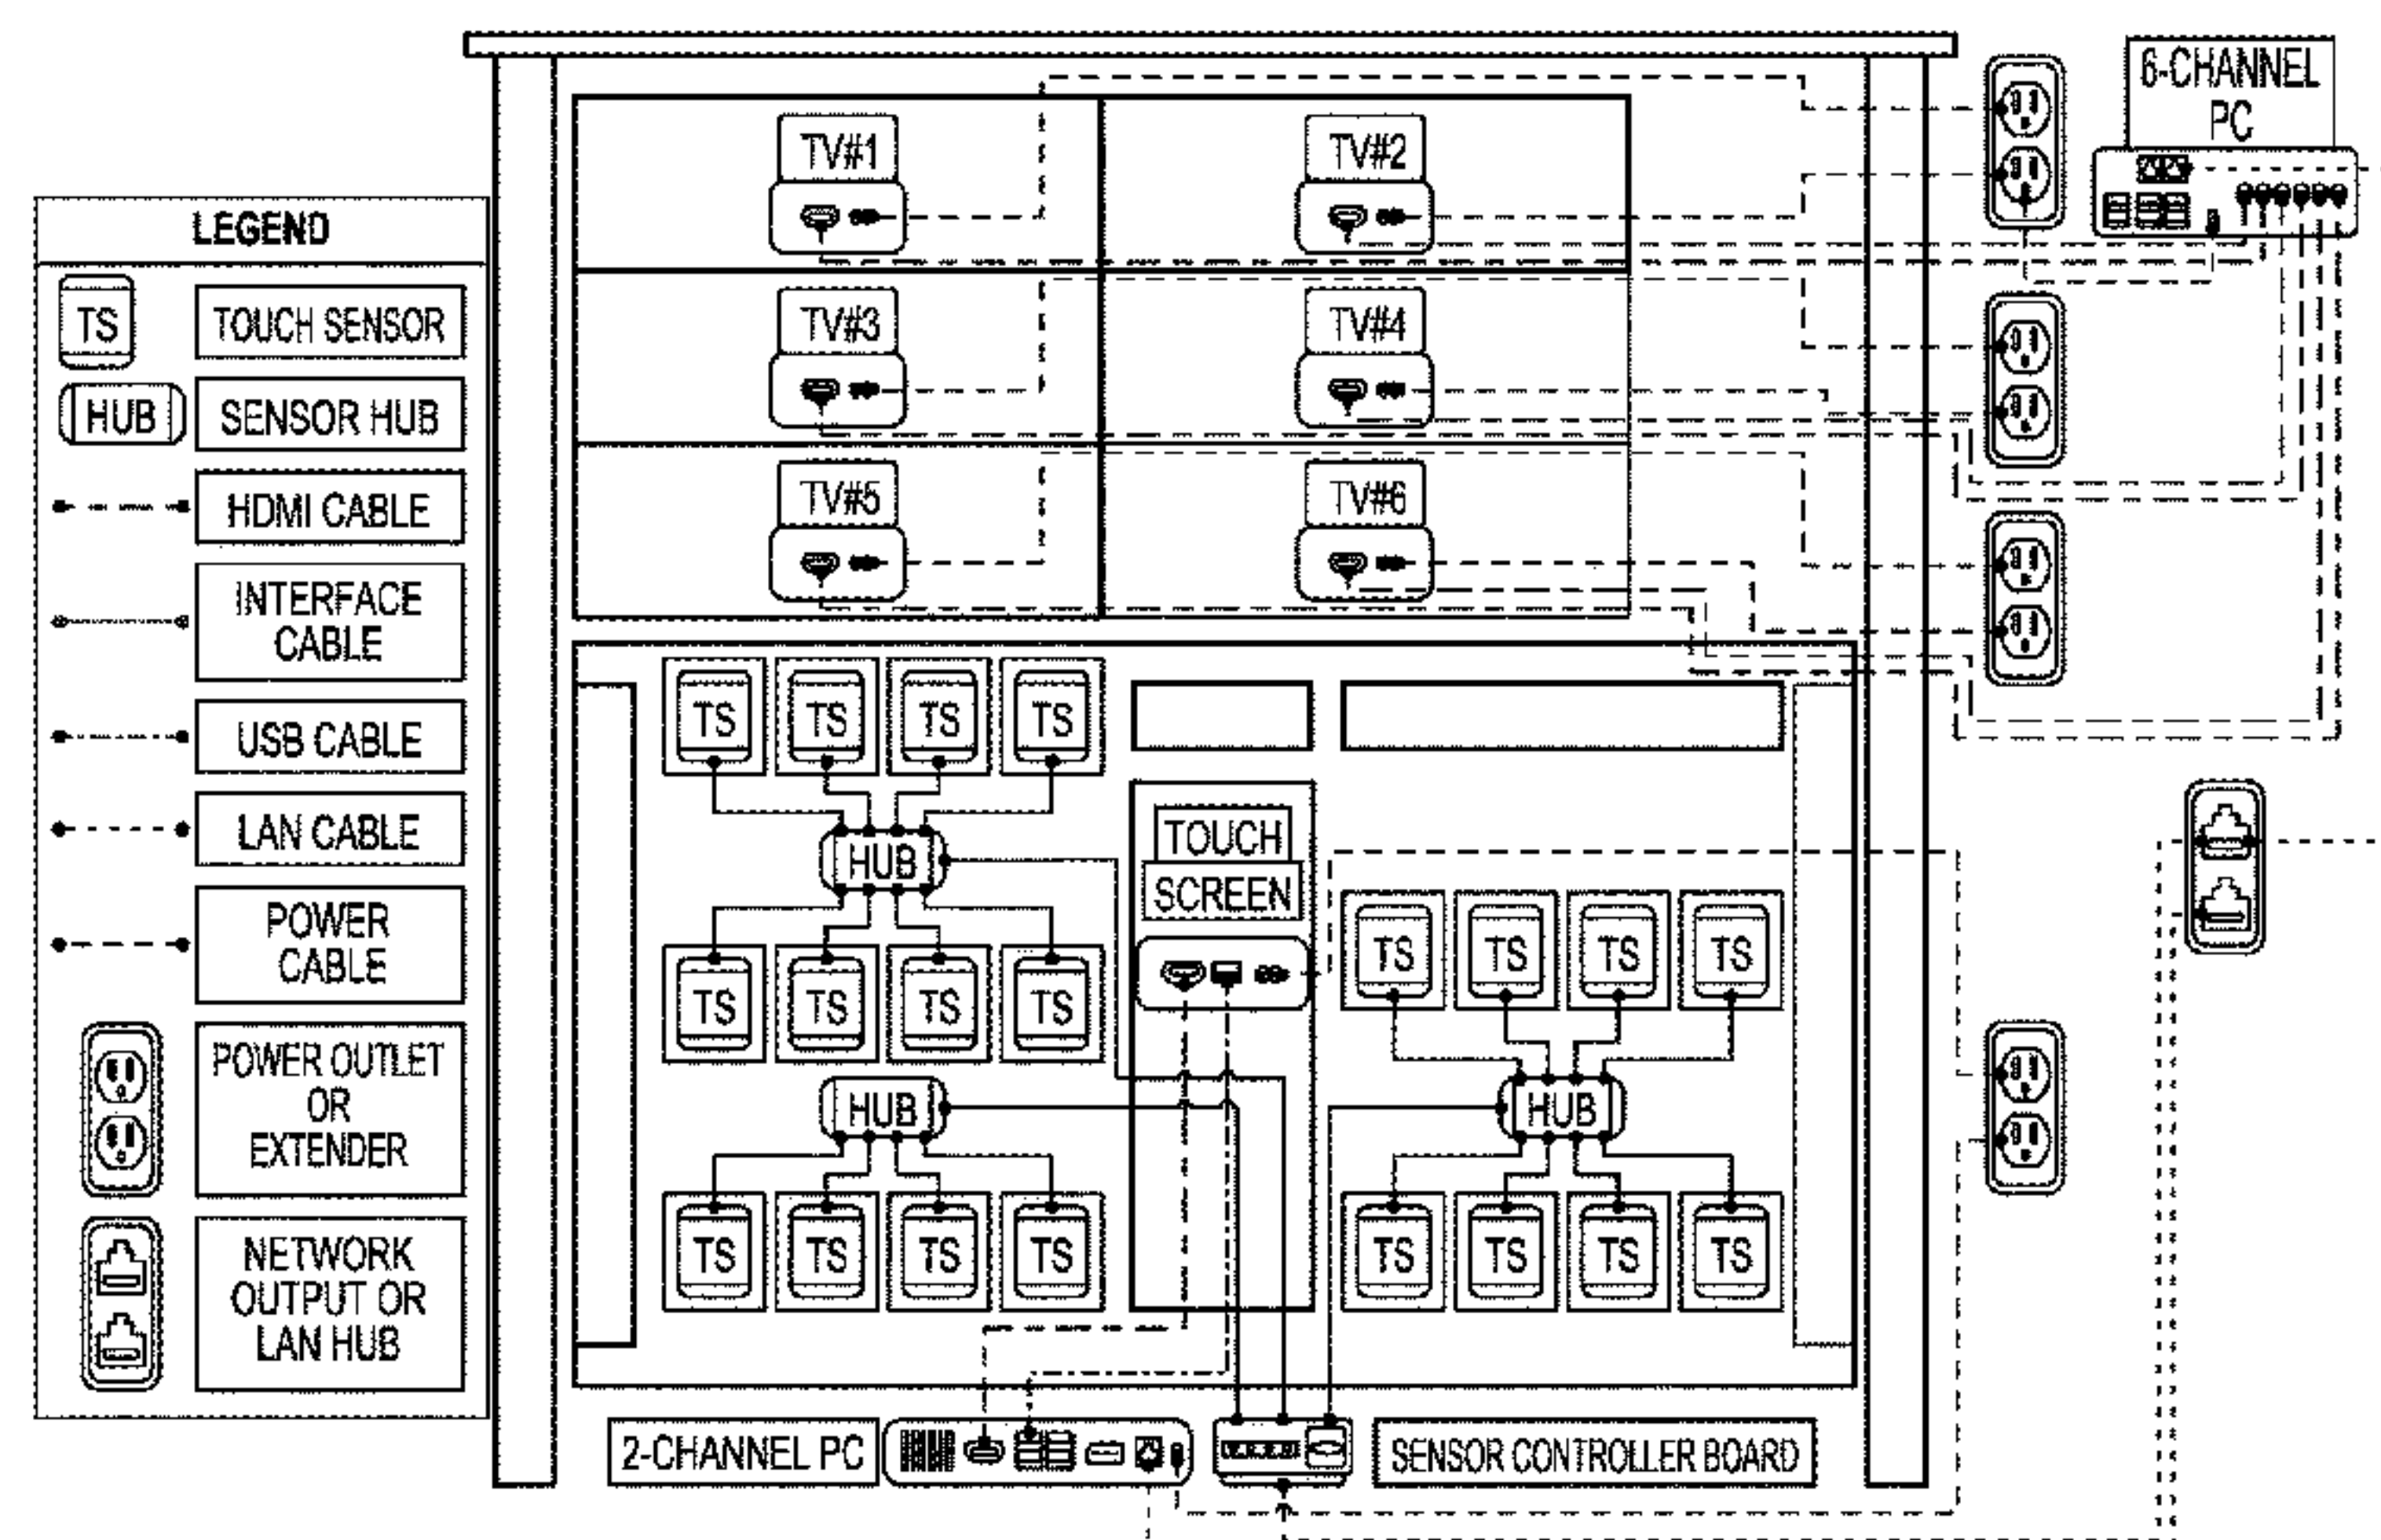 6-CHANNEL
PC
TV#1
TV#2
LEGEND
TS
TOUCH SENSOR
TV#3
TV#4
HUB
SENSOR HUB
HDMI CABLE
TV#5
TV#6
INTERFACE
CABLE
USB CABLE
TS TS TS TS
LAN CABLE
HUB
TOUCH
SCREEN
POWER
CABLE
TS TS TS TS
TS TS TS TS
POWER OUTLET
OR
EXTENDER
HUB
HUB
NETWORK
OUTPUT OR
LAN HUB
TS TS TS TS
TS TS TS TS
2-CHANNEL PC
SENSOR CONTROLLER BOARD